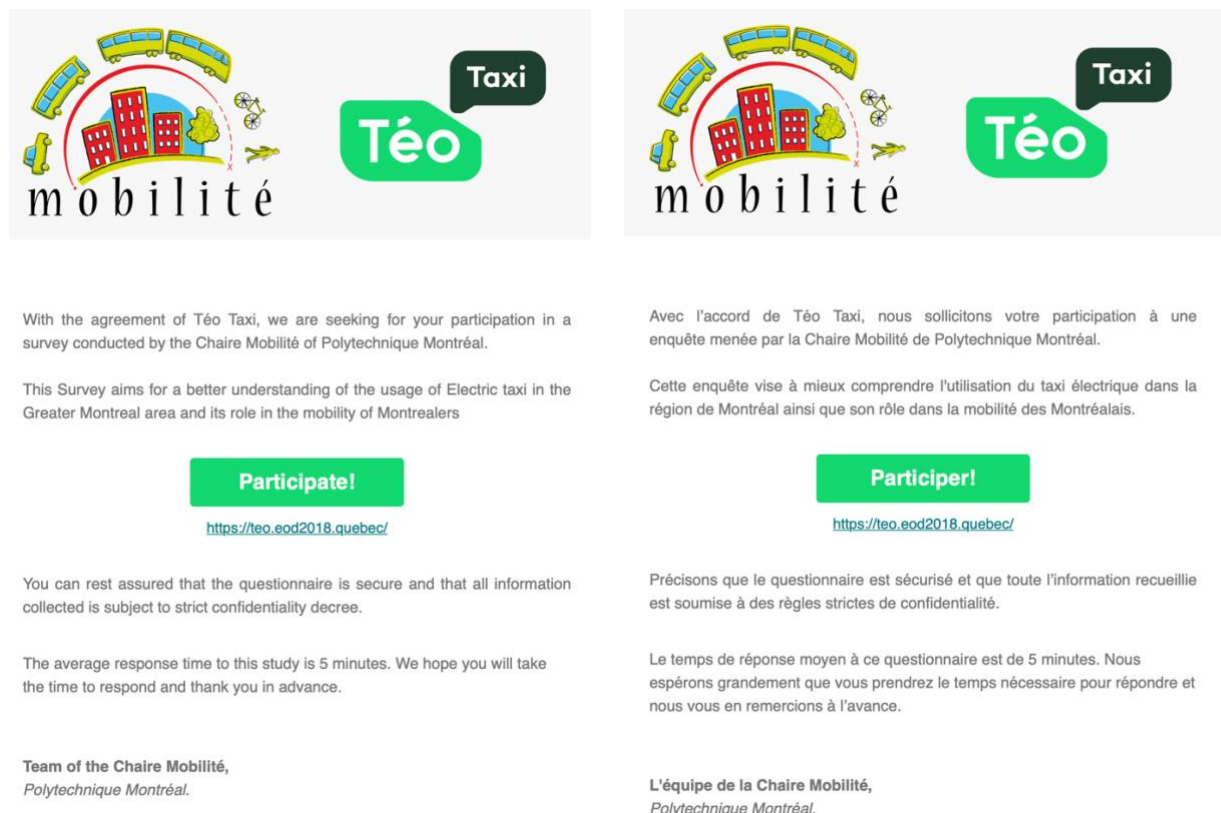 mobilité
Taxi
Téo
With the agreement of Téo Taxi, we are seeking for your participation in a
survey conducted by the Chaire Mobilité of Polytechnique Montréal.
This Survey aims for a better understanding of the usage of Electric taxi in the
Greater Montreal area and its role in the mobility of Montrealers
Participate!
https://teo.eod2018.quebec/
You can rest assured that the questionnaire is secure and that all information
collected is subject to strict confidentiality decree.
The average response time to this study is 5 minutes. We hope you will take
the time to respond and thank you in advance.
Team of the Chaire Mobilité,
Polytechnique Montréal.
mobilité
Taxi
Téo
Avec l'accord de Téo Taxi, nous sollicitons votre participation à une
enquête menée par la Chaire Mobilité de Polytechnique Montréal.
Cette enquête vise à mieux comprendre l'utilisation du taxi électrique dans la
région de Montréal ainsi que son rôle dans la mobilité des Montréalais.
Participer!
https://teo.eod2018.quebec/
Précisons que le questionnaire est sécurisé et que toute l'information recueillie
est soumise à des règles strictes de confidentialité.
Le temps de réponse moyen à ce questionnaire est de 5 minutes. Nous
espérons grandement que vous prendrez le temps nécessaire pour répondre et
nous vous en remercions à l'avance.
L'équipe de la Chaire Mobilité,
Polytechnique Montréal.